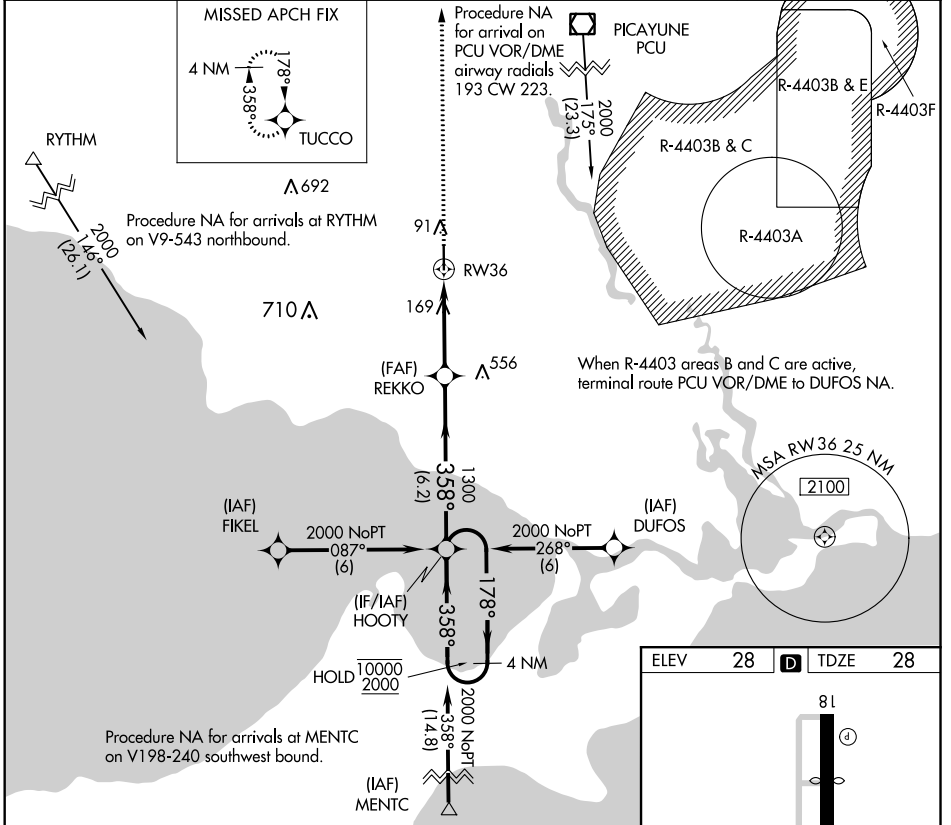 MISSED APCH FIX
4 NM
178°
358°
TUCCO
Procedure NA
for arrival on
PCU VOR/DME
airway radials
193 CW 223.
PICAYUNE
PCU
2000
175°
(23.3)
R-4403B & E
R-4403F
R-4403B & C
R-4403A
RYTHM
2000
146°
(26.1)
692
Procedure NA for arrivals at RYTHM
on V9-543 northbound.
91
RW36
710
169
(FAF)
REKKO
556
When R-4403 areas B and C are active,
terminal route PCU VOR/DME to DUFOS NA.
358°
1300
(6.2)
MSA RW36 25 NM
2100
(IAF)
FIKEL
2000 NoPT
087°
(6)
2000 NoPT
268°
(6)
(IAF)
DUFOS
(IF/IAF)
HOOTY
358°
178°
HOLD 10000
2000
4 NM
2000 NoPT
358°
(14.8)
Procedure NA for arrivals at MENTC
on V198-240 southwest bound.
(IAF)
MENTC
ELEV 28 D TDZE 28
18
P